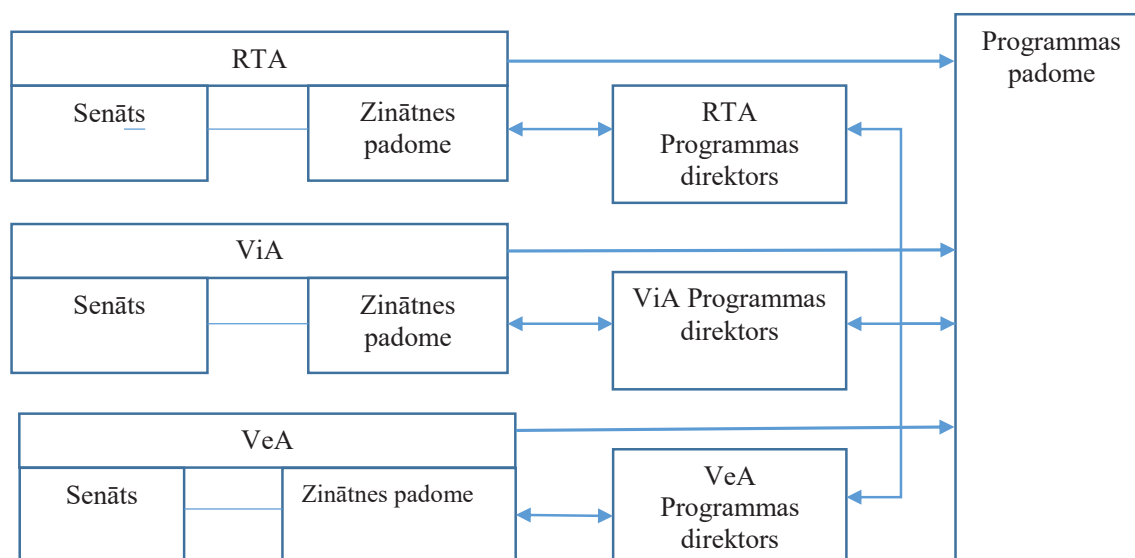 RTA
Senāts
Zinātnes
padome
RTA
Programmas
direktors
Programmas
padome
ViA
Senāts
Zinātnes
padome
ViA Programmas
direktors
VeA
Senāts
Zinātnes padome
VeA
Programmas
direktors